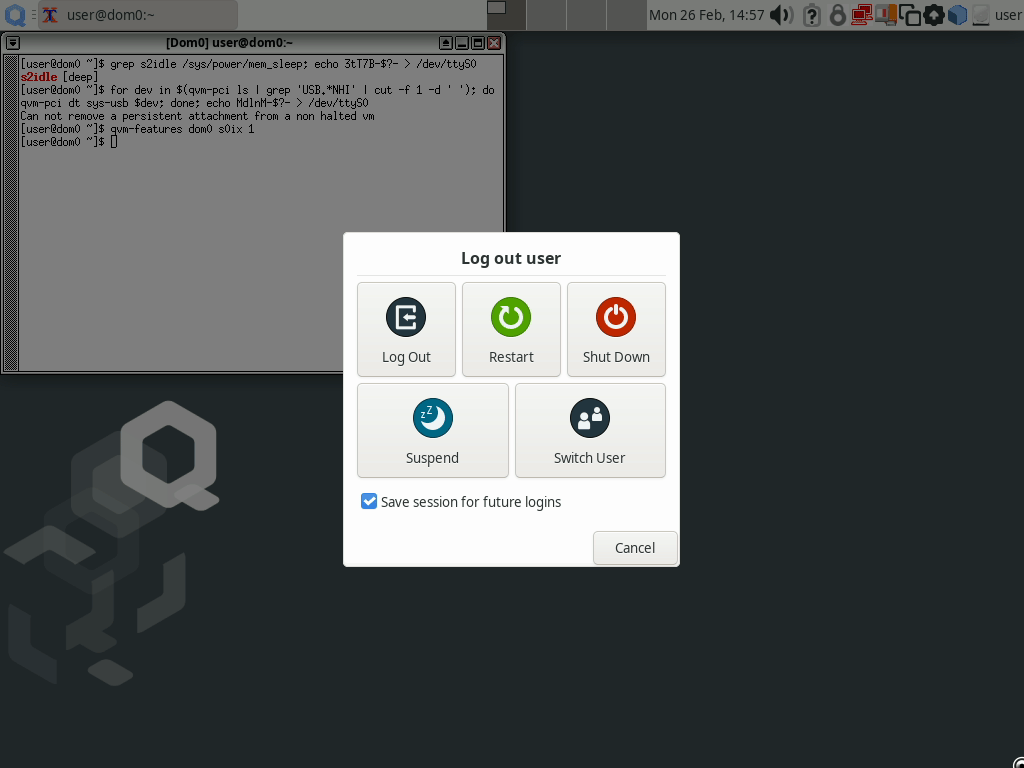 user@dom0:~
Mon 26 Feb, 14:57
user
[Dom0] user@dom0:~
[user@dom0 ~]$ grep s2idle /sys/power/mem_sleep; echo 3tT7B-$?- > /dev/ttyS0
s2idle [deep]
[user@dom0 ~]$ for dev in $(qvm-pci ls | grep 'USB.*NHI' | cut -f 1 -d ' '); do
qvm-pci dt sys-usb $dev; done; echo MdlnM-$?- > /dev/ttyS0
Can not remove a persistent attachment from a non halted vm
[user@dom0 ~]$ qvm-features dom0 s0ix 1
[user@dom0 ~]$
Log out user
Log Out
Restart
Shut Down
zZ
Suspend
Switch User
Save session for future logins
Cancel